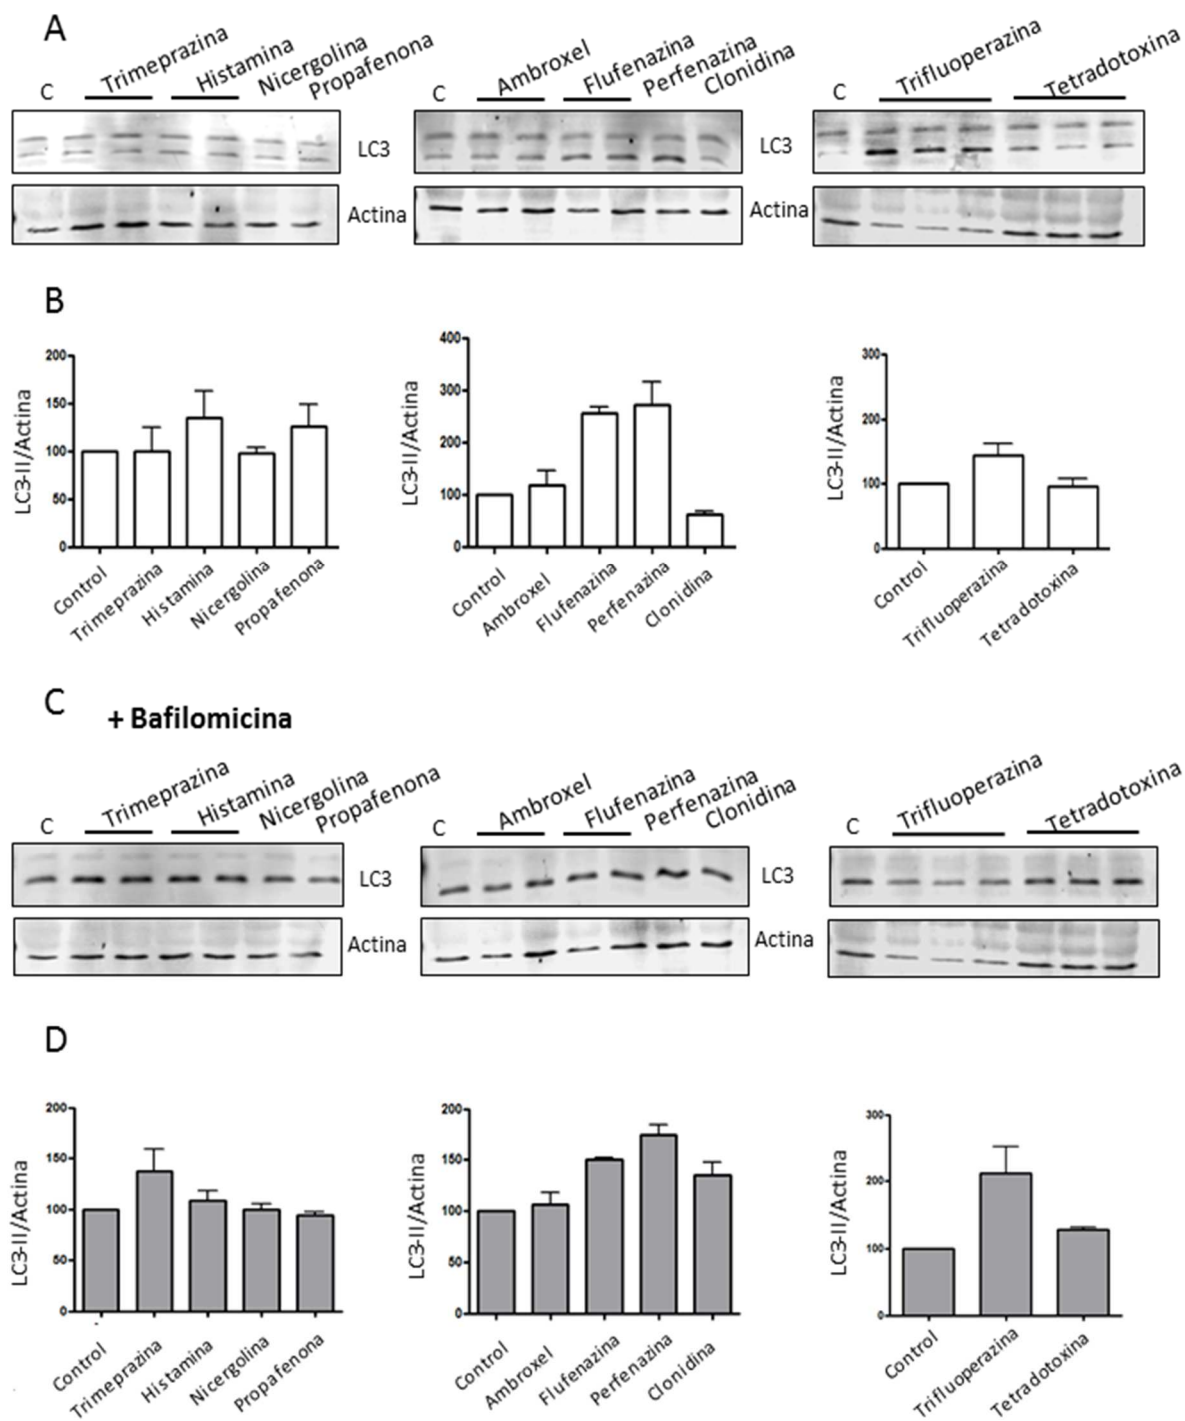 A
C Trimeprazina Histamina Nicergolina Propafenona
C Ambroxel Flufenazina Perfenazina Clonidina
C Trifluoperazina Tetradotoxina
LC3
LC3
Actina
Actina
B
200
150
100
50
0
LC3-II/Actina
Control Trimeprazina Histamina Nicergolina Propafenona
400
300
200
100
0
LC3-II/Actina
Control Ambroxel Flufenazina Perfenazina Clonidina
300
200
100
0
LC3-II/Actina
Control Trifluoperazina Tetradotoxina
C
+ Bafilomicina
C Trimeprazina Histamina Nicergolina Propafenona
C Ambroxel Flufenazina Perfenazina Clonidina
C Trifluoperazina Tetradotoxina
LC3
LC3
Actina
Actina
D
200
150
100
50
0
LC3-II/Actina
Control Trimeprazina Histamina Nicergolina Propafenona
200
150
100
50
0
LC3-II/Actina
Control Ambroxel Flufenazina Perfenazina Clonidina
300
200
100
0
LC3-II/Actina
Control Trifluoperazina Tetradotoxina